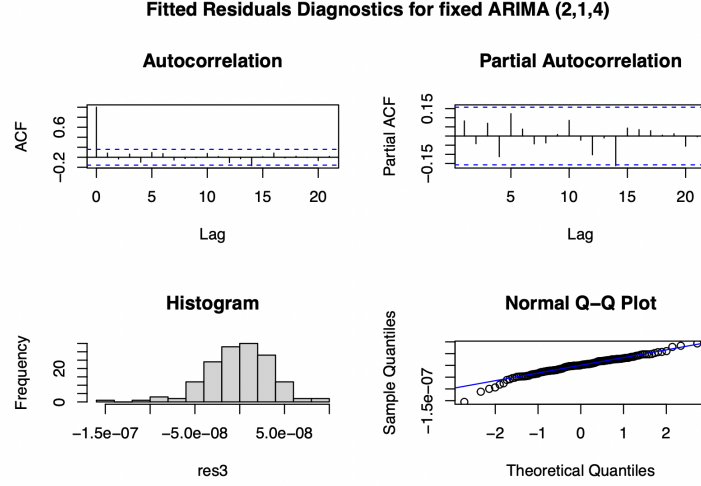 Fitted Residuals Diagnostics for fixed ARIMA (2,1,4)
Autocorrelation
ACF
0.6
−0.2
0 5 10 15 20
Lag
Partial Autocorrelation
Partial ACF
0.15
−0.15
5 10 15 20
Lag
Histogram
Frequency
20
0
−1.5e−07 −5.0e−08 5.0e−08
res3
Normal Q−Q Plot
Sample Quantiles
−1.5e−07
−2 −1 0 1 2
Theoretical Quantiles